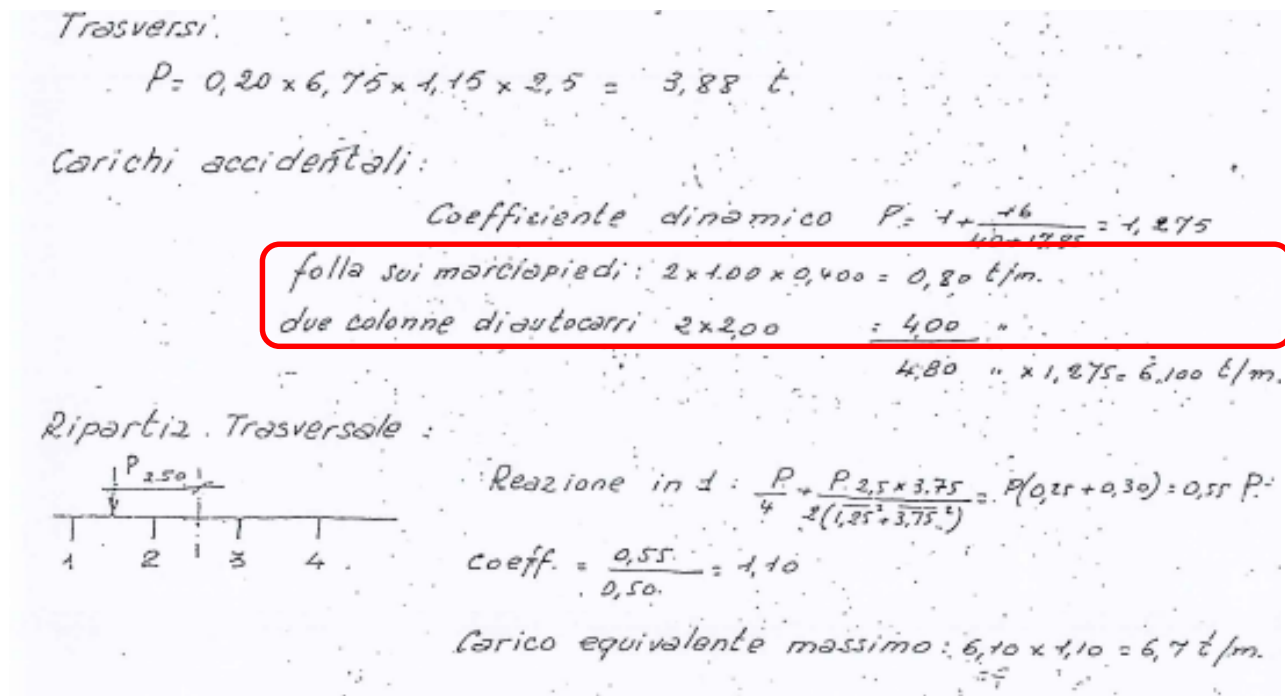 Trasversi.
P= 0,20 x 6,75 x 1,15 x 2,5 = 3,88 t.
Carichi accidentali:
Coefficiente dinamico P= 1+ 16/(40+17,85) = 1,275
folla sui marciapiedi: 2x1.00 x 0,400 = 0,80 t/m.
due colonne di autocarri 2x2,00 = 4,00 "
4,80 " x 1,275= 6,100 t/m.
Ripartiz. Trasversale:
P 2.50
1 2 3 4
Reazione in 1: P/4 + P. 2,5 x 3.75/2(1,25²+3,75²) = P(0,25 + 0,30) = 0,55 P.
coeff. = 0,55./0,50. = 1,10
Carico equivalente massimo: 6,10 x 1,10 = 6,7 t/m.